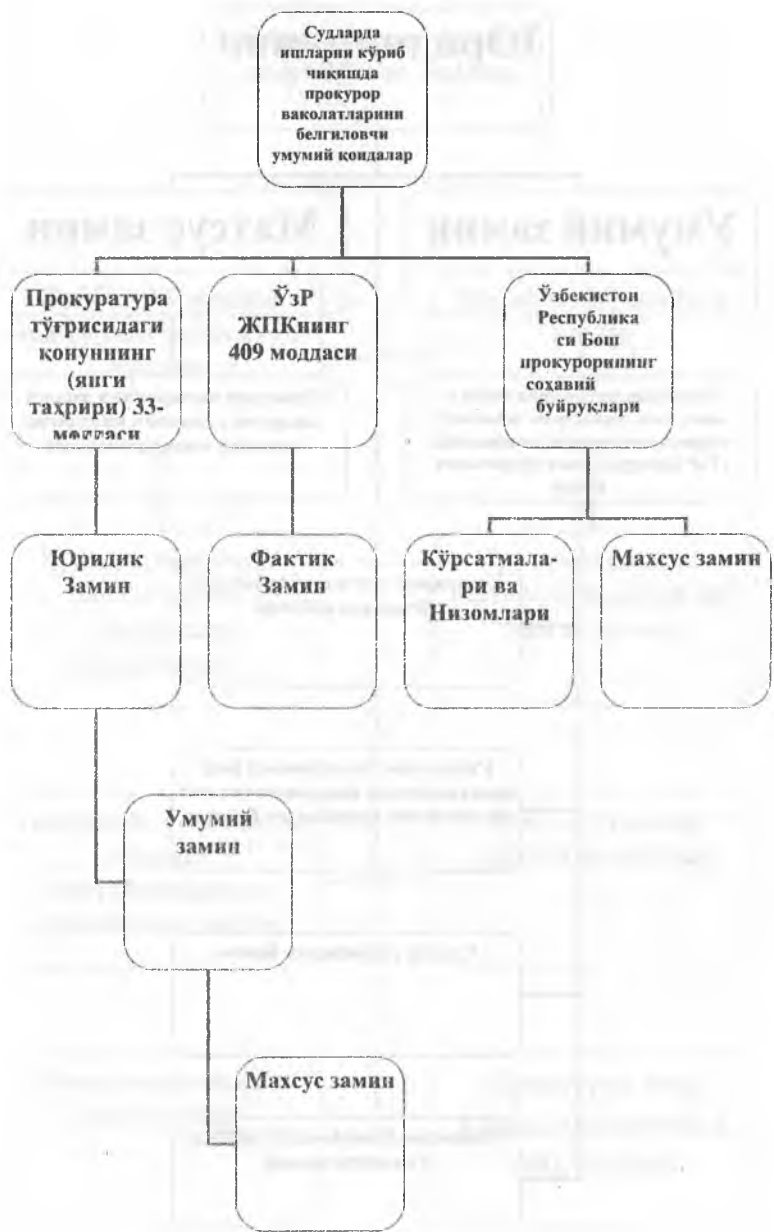 Судларда
ишларни кўриб
чиқишда
прокурор
ваколатларини
белгиловчи
умумий қоидалар
Прокуратура
тўғрисидаги
қонуннинг
(янги
таҳрири) 33-
моддаси
ЎзР
ЖПКнинг
409 моддаси
Ўзбекистон
Республика
си Бош
прокурорининг
соҳавий
буйруқлари
Юридик
Замин
Фактик
Замин
Кўрсатмала-
ри ва
Низомлари
Махсус замин
Умумий
замин
Махсус замин